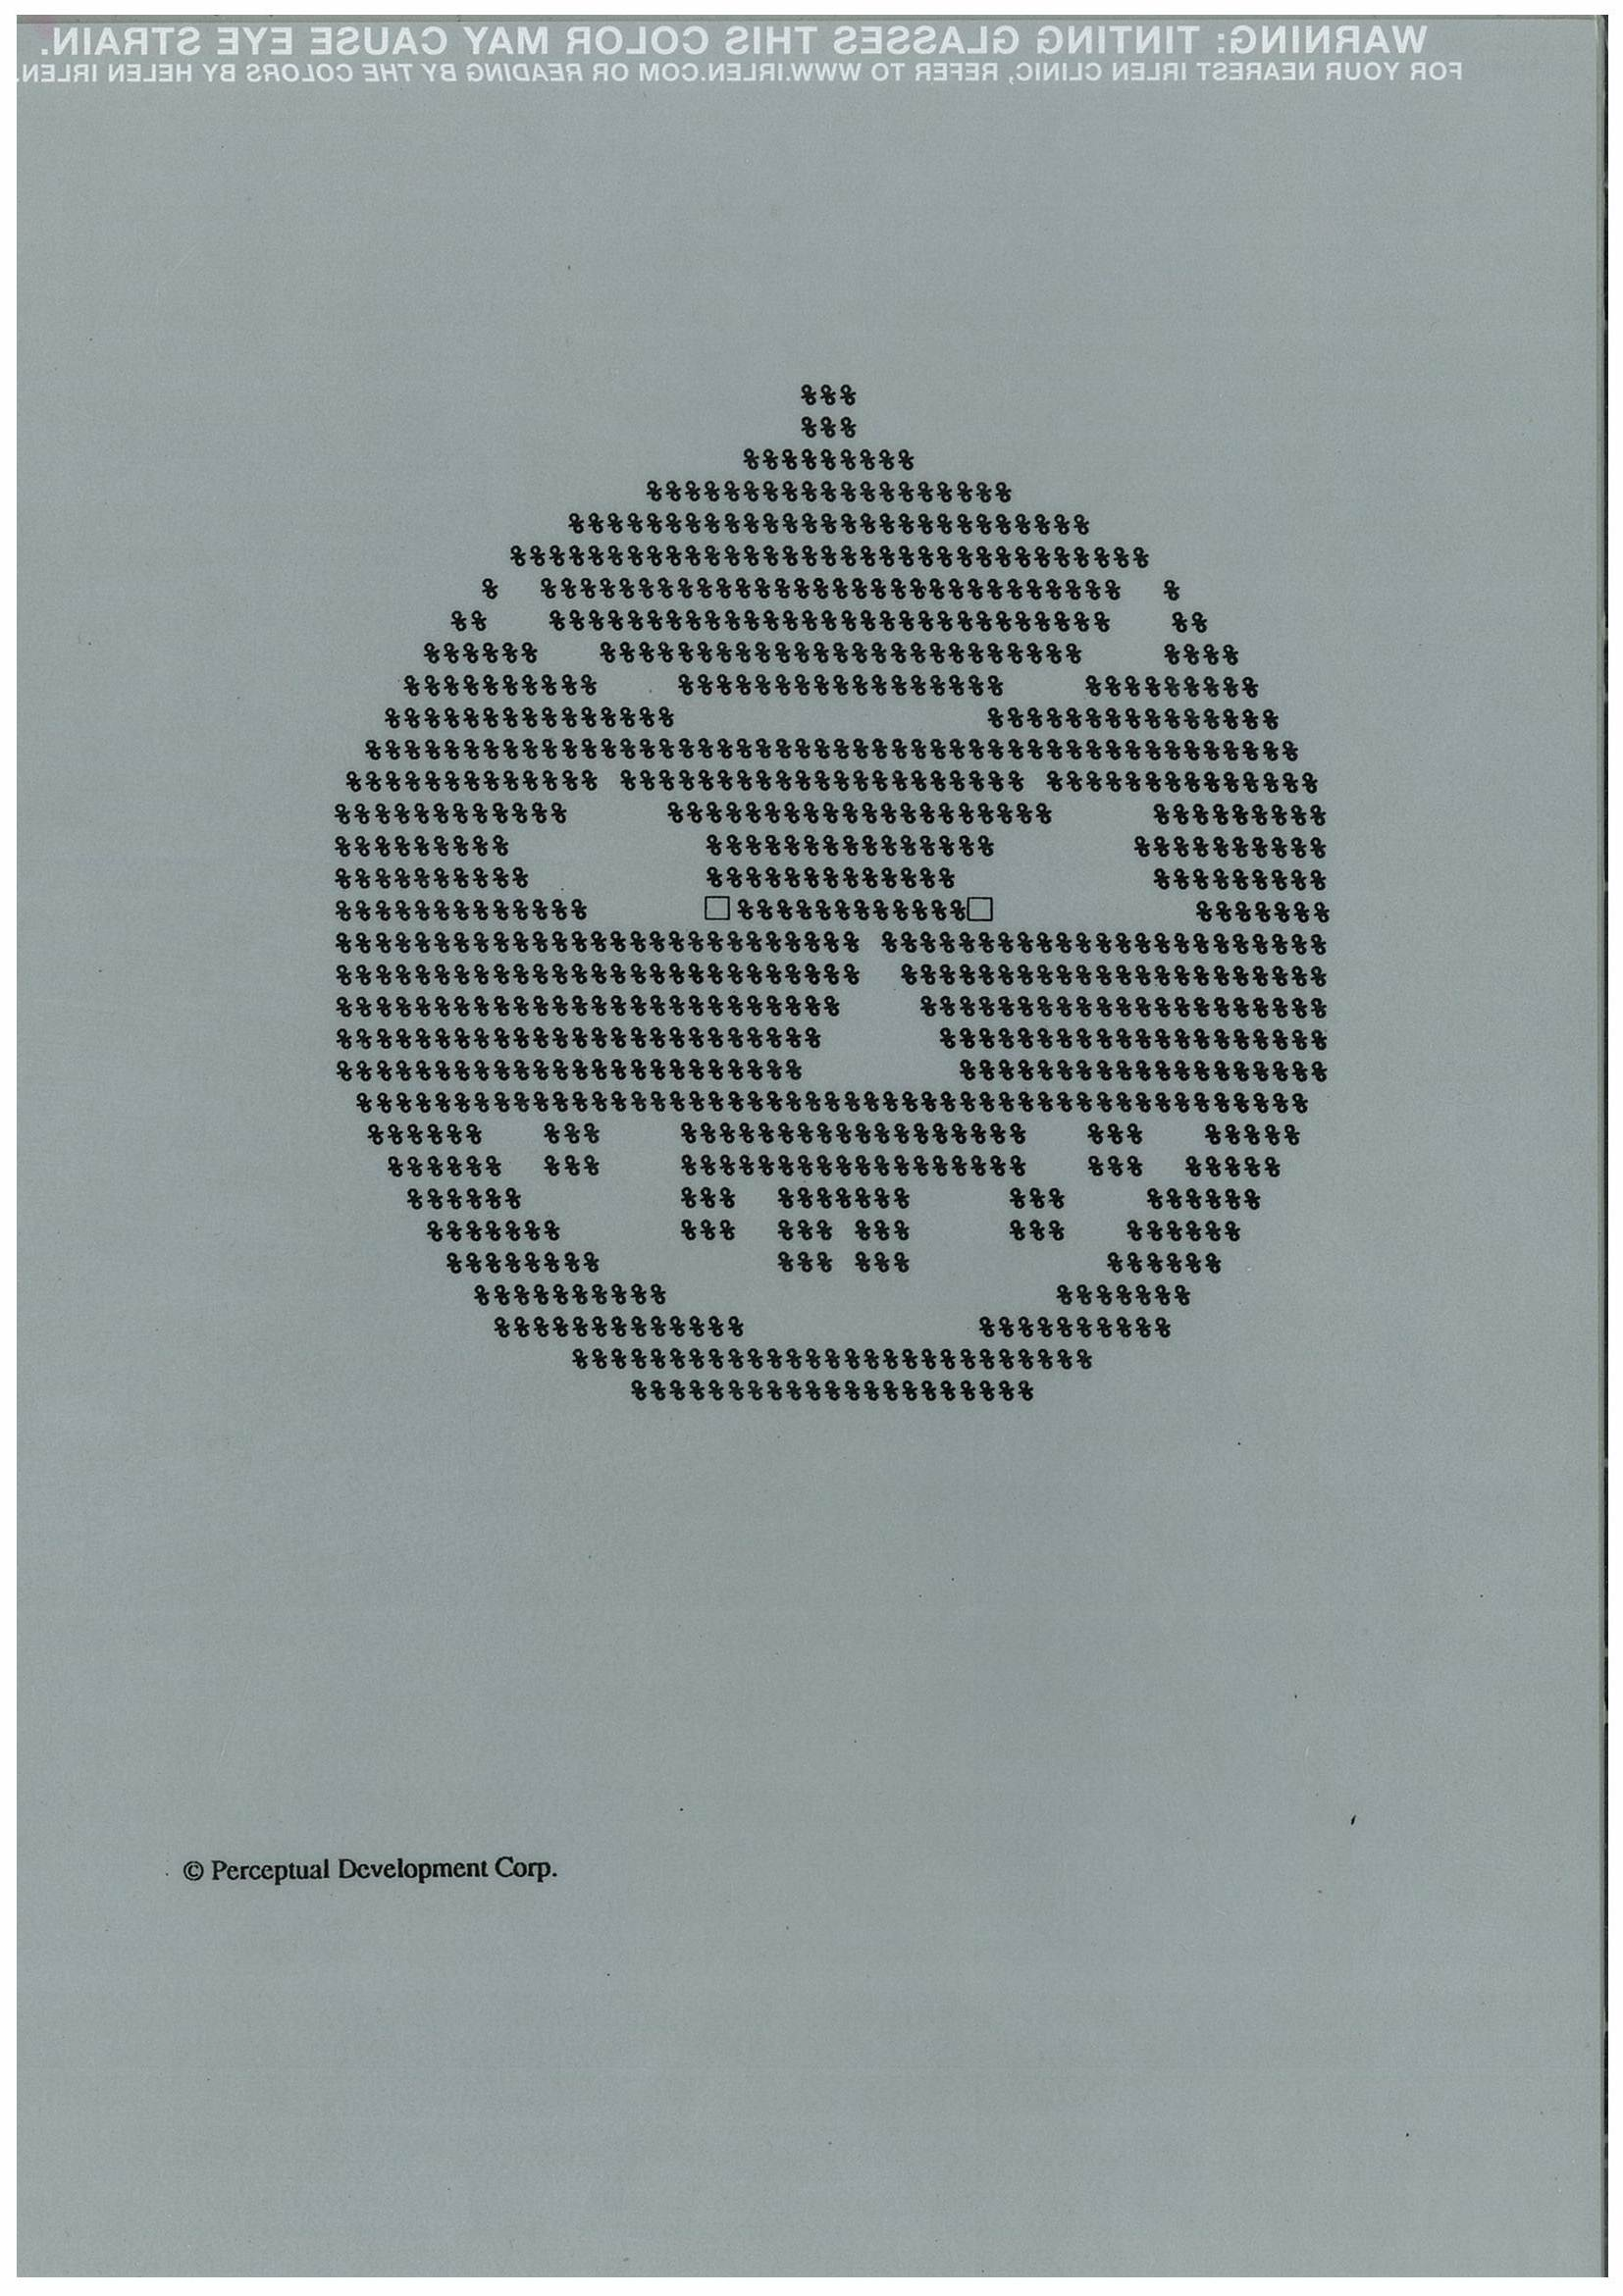 WARNING: TINTING GLASSES THIS COLOR MAY CAUSE EYE STRAIN.
FOR YOUR NEAREST IRLEN CLINIC, REFER TO WWW.IRLEN.COM OR READING BY THE COLORS BY HELEN IRLEN.
© Perceptual Development Corp.